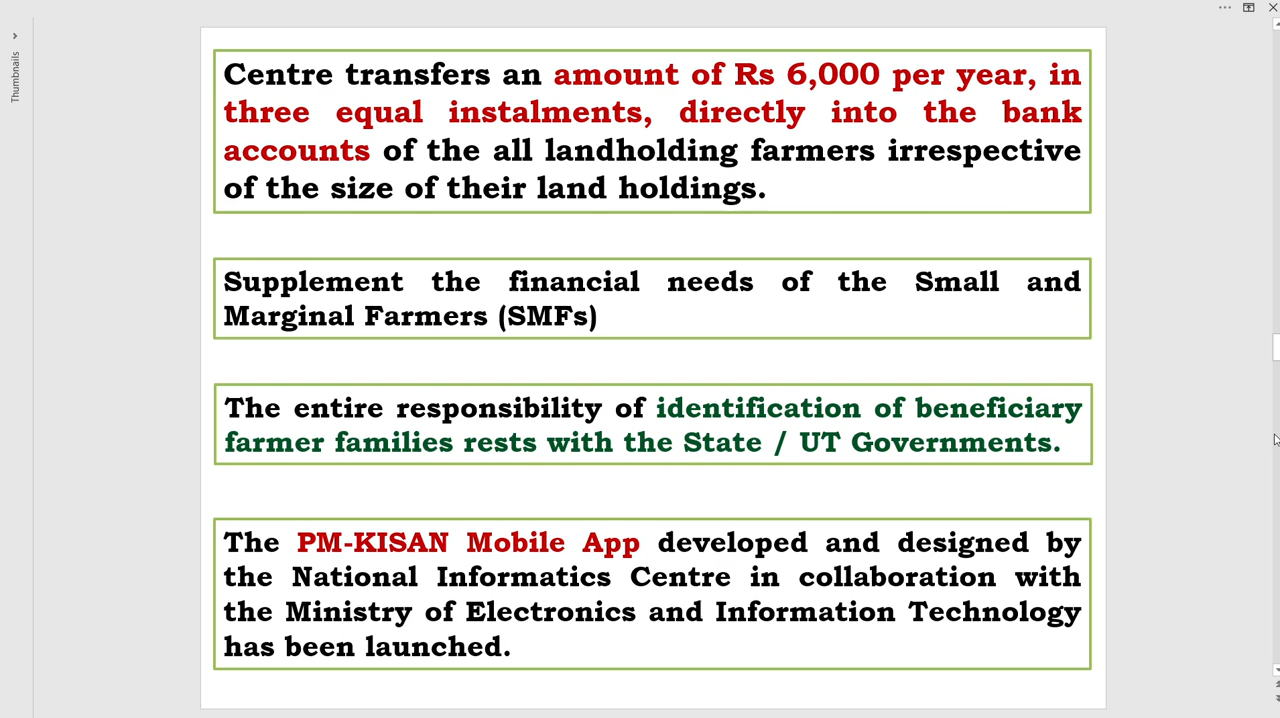 Thumbnails
Centre transfers an amount of Rs 6,000 per year, in
three equal instalments, directly into the bank
accounts of the all landholding farmers irrespective
of the size of their land holdings.
Supplement the financial needs of the Small and
Marginal Farmers (SMFs)
The entire responsibility of identification of beneficiary
farmer families rests with the State / UT Governments.
The PM-KISAN Mobile App developed and designed by
the National Informatics Centre in collaboration with
the Ministry of Electronics and Information Technology
has been launched.